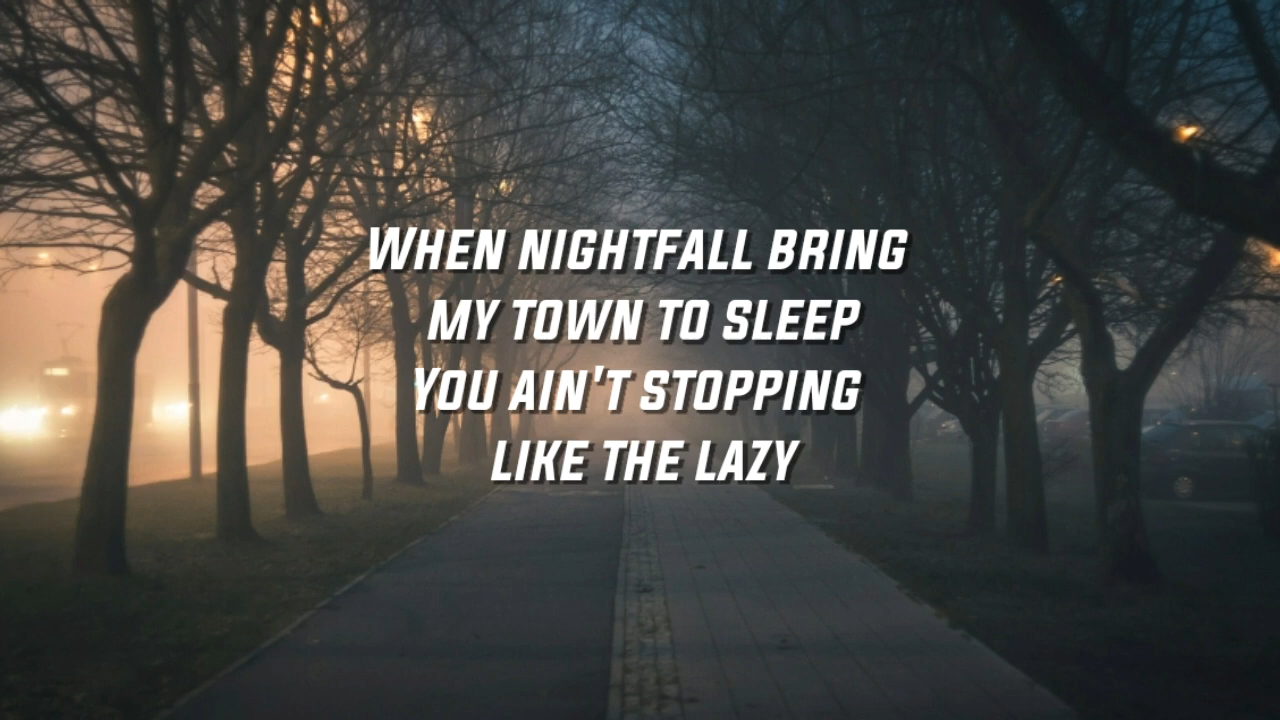 When nightfall bring
my town to sleep
You ain't stopping
like the lazy